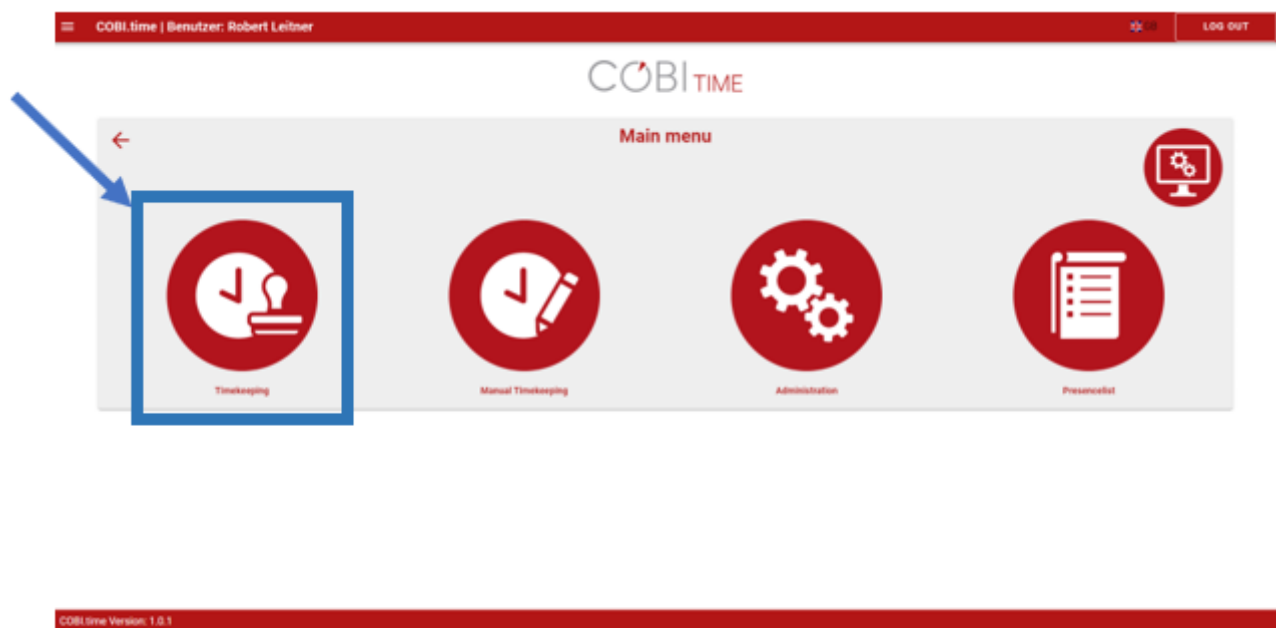 COBI.time | Benutzer: Robert Leitner
GB
LOG OUT
COBI TIME
Main menu
Timekeeping
Manual Timekeeping
Administration
Presencelist
COBI.time Version: 1.0.1